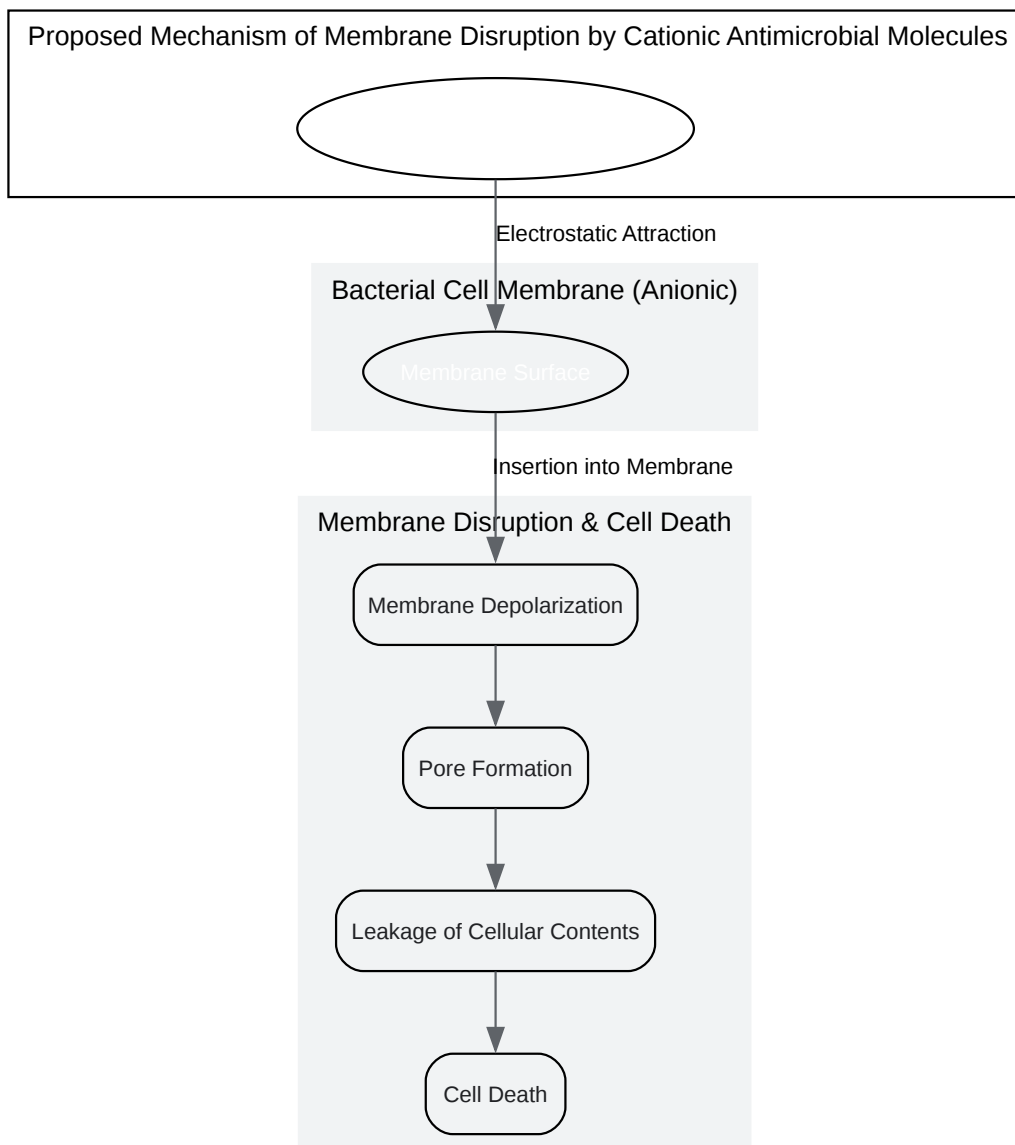 Proposed Mechanism of Membrane Disruption by Cationic Antimicrobial Molecules
Electrostatic Attraction
Bacterial Cell Membrane (Anionic)
Membrane Surface
Insertion into Membrane
Membrane Disruption & Cell Death
Membrane Depolarization
Pore Formation
Leakage of Cellular Contents
Cell Death